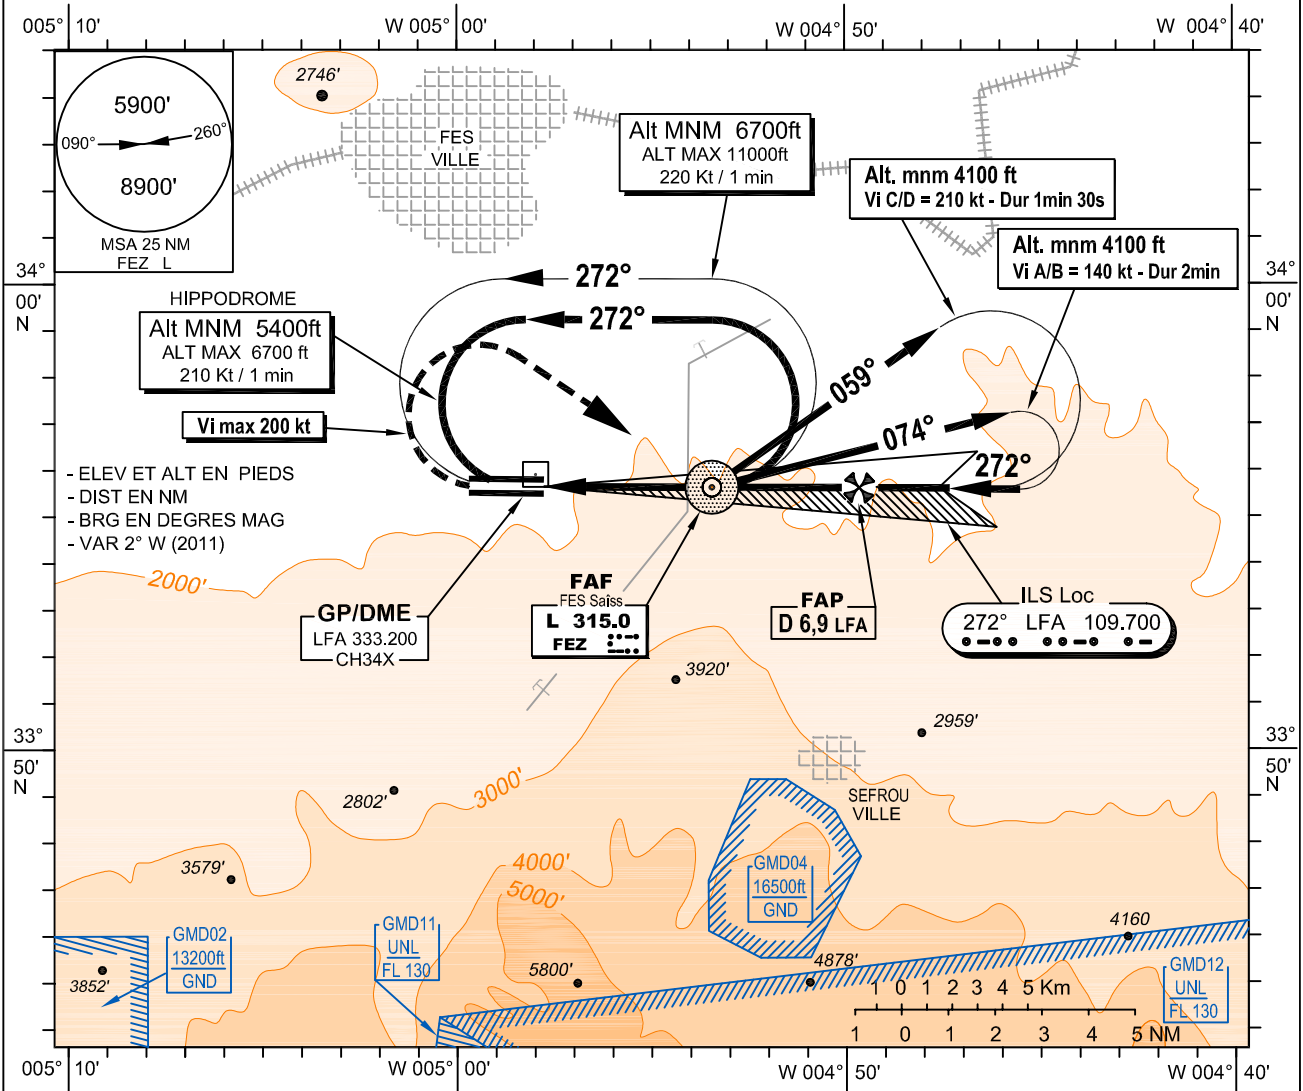 005° 10'
W 005° 00'
W 004° 50'
W 004° 40'
5900'
090°
260°
8900'
MSA 25 NM
FEZ L
2746'
FES
VILLE
Alt MNM 6700ft
ALT MAX 11000ft
220 Kt / 1 min
Alt. mnm 4100 ft
Vi C/D = 210 kt - Dur 1min 30s
Alt. mnm 4100 ft
Vi A/B = 140 kt - Dur 2min
34°
00'
N
34°
00'
N
HIPPODROME
Alt MNM 5400ft
ALT MAX 6700 ft
210 Kt / 1 min
Vi max 200 kt
272°
272°
059°
074°
272°
- ELEV ET ALT EN PIEDS
- DIST EN NM
- BRG EN DEGRES MAG
- VAR 2° W (2011)
2000'
GP/DME
LFA 333.200
CH34X
FAF
FES Saïss
L 315.0
FEZ
FAP
D 6,9 LFA
ILS Loc
272° LFA 109.700
3920'
2959'
33°
50'
N
33°
50'
N
2802'
3000'
SEFROU
VILLE
3579'
4000'
5000'
GMD04
16500ft
GND
GMD02
13200ft
GND
3852'
GMD11
UNL
FL 130
5800'
4878'
4160
GMD12
UNL
FL 130
1 0 1 2 3 4 5 Km
1 0 1 2 3 4 5 NM
005° 10'
W 005° 00'
W 004° 50'
W 004° 40'